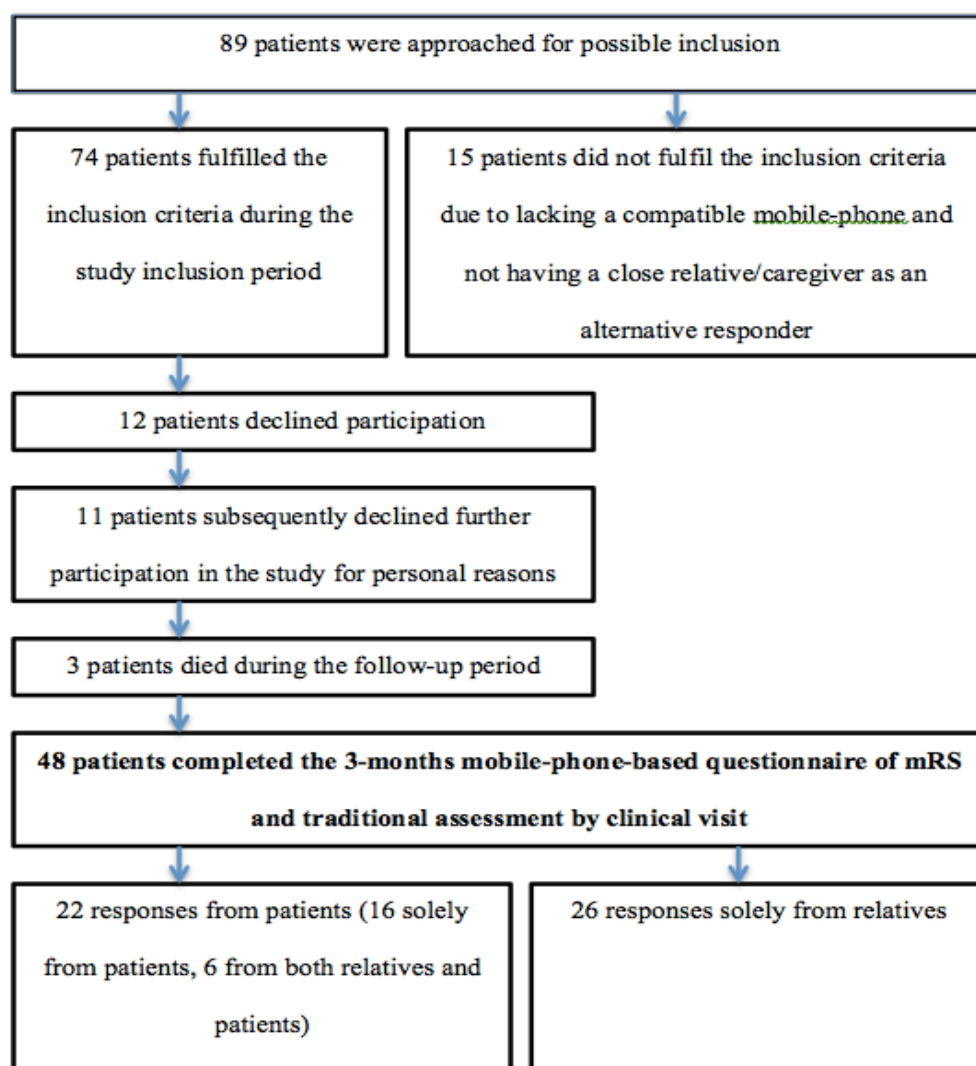 89 patients were approached for possible inclusion
74 patients fulfilled the
inclusion criteria during the
study inclusion period
15 patients did not fulfil the inclusion criteria
due to lacking a compatible mobile-phone and
not having a close relative/caregiver as an
alternative responder
12 patients declined participation
11 patients subsequently declined further
participation in the study for personal reasons
3 patients died during the follow-up period
48 patients completed the 3-months mobile-phone-based questionnaire of mRS
and traditional assessment by clinical visit
22 responses from patients (16 solely
from patients, 6 from both relatives and
patients)
26 responses solely from relatives